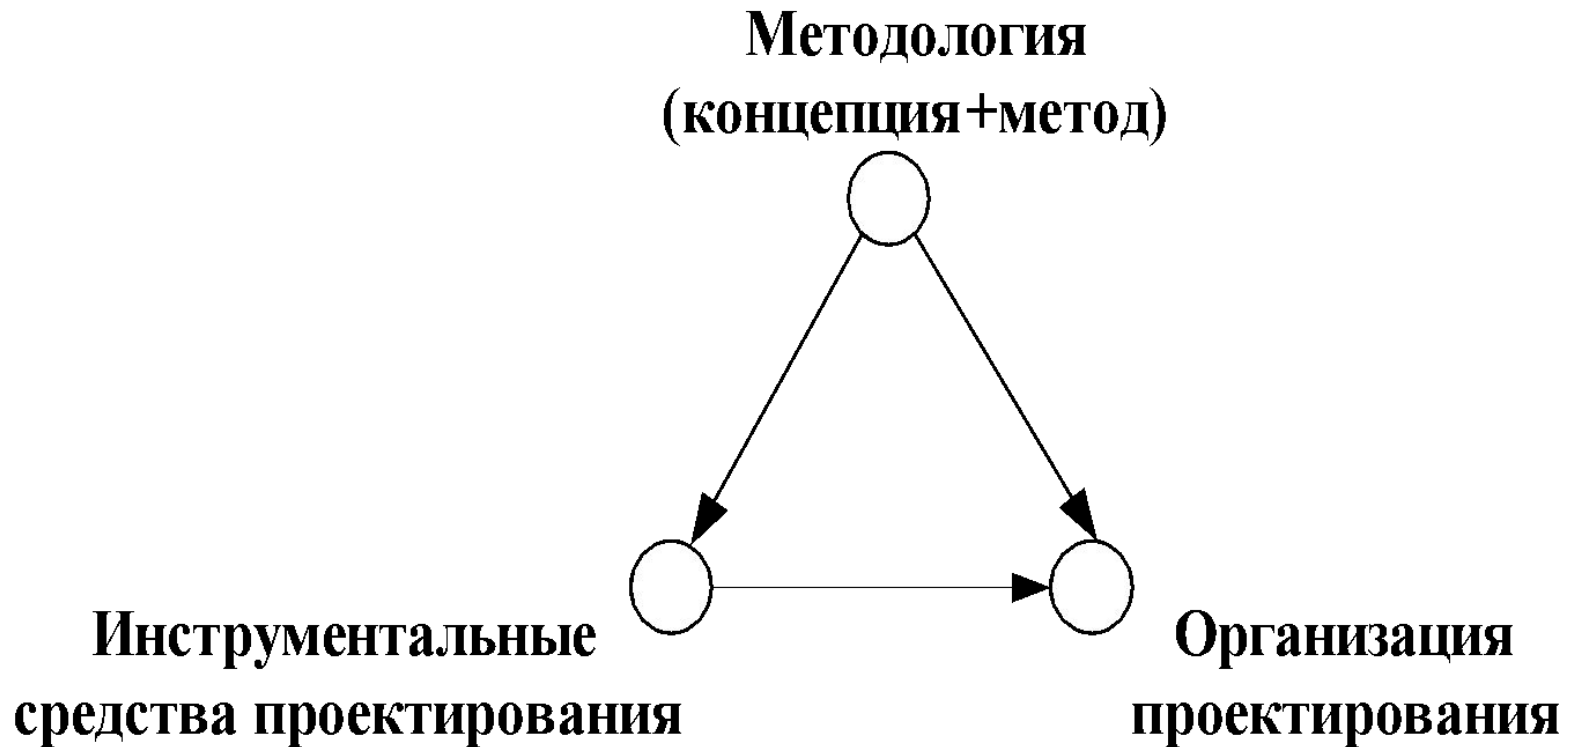 Методология
(концепция+метод)
Инструментальные
средства проектирования
Организация
проектирования